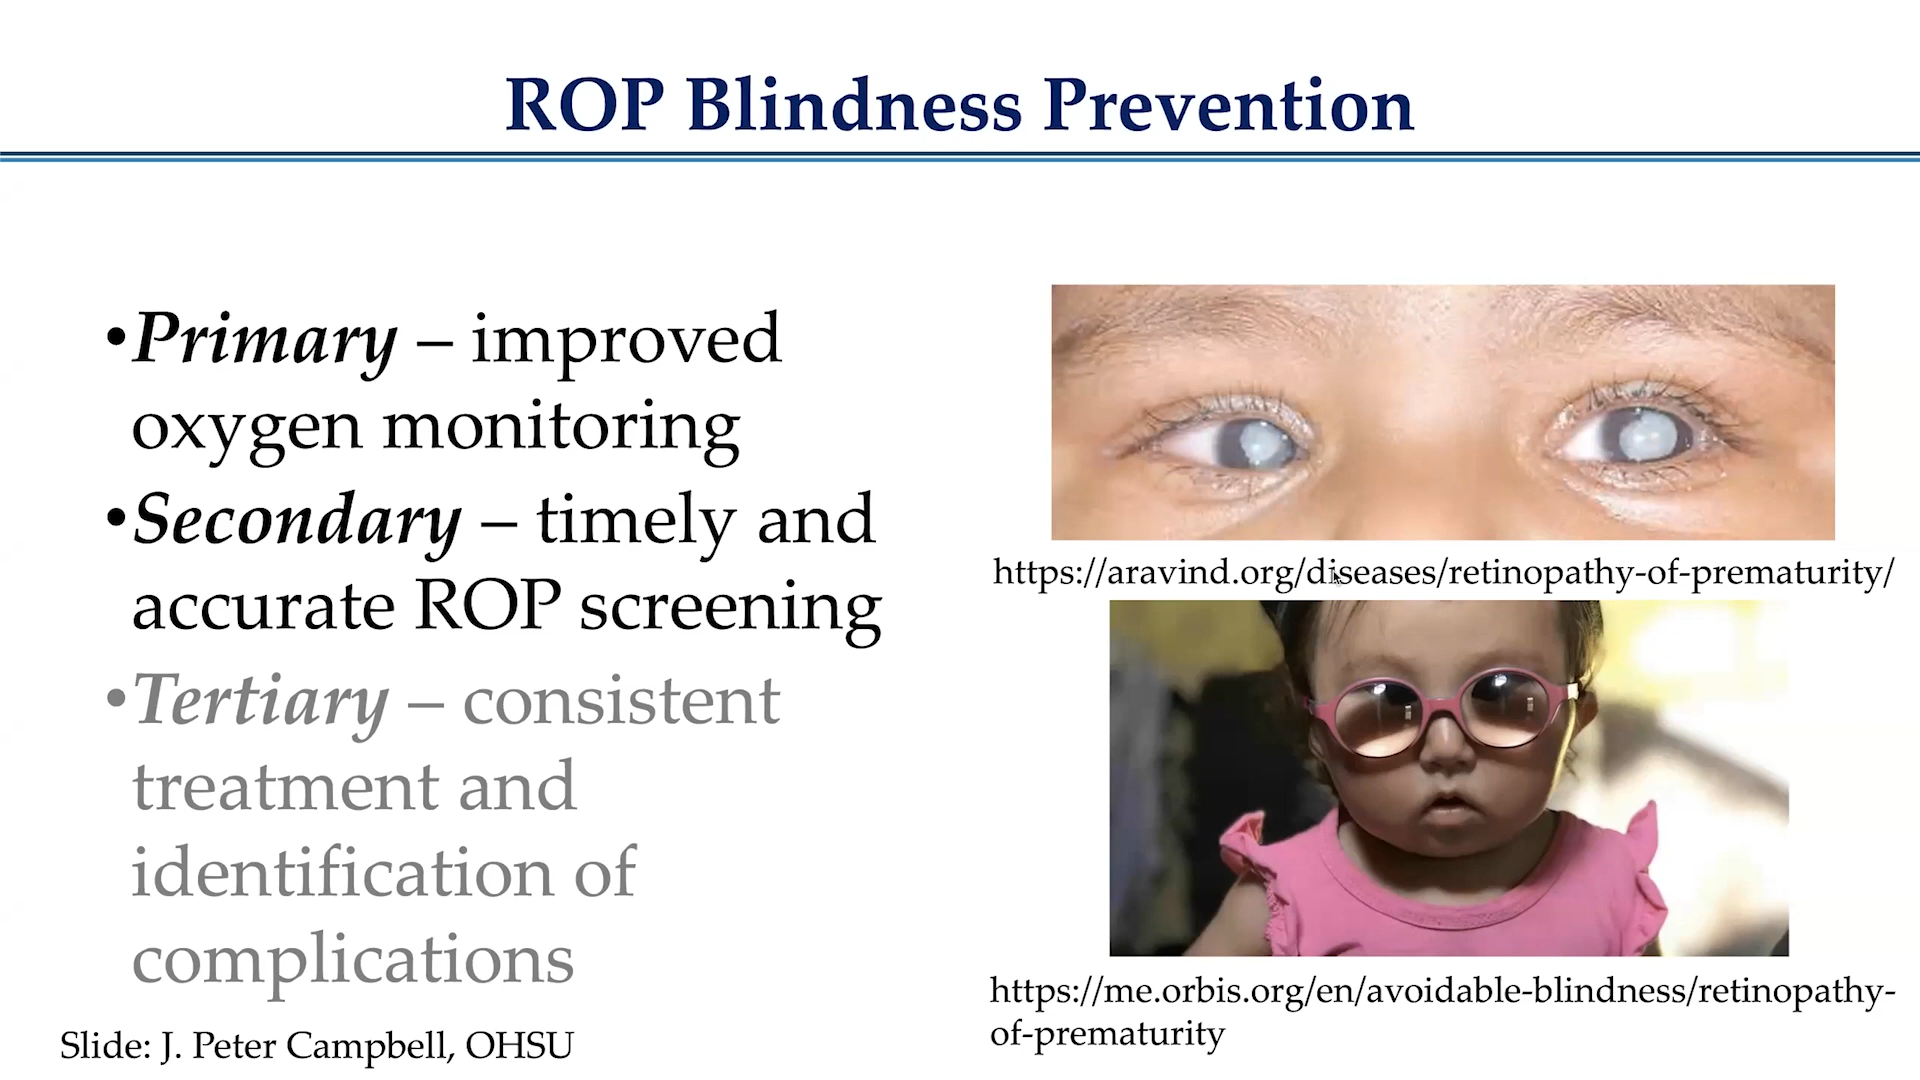 ROP Blindness Prevention
•Primary – improved
oxygen monitoring
•Secondary – timely and
accurate ROP screening
•Tertiary – consistent
treatment and
identification of
complications
Slide: J. Peter Campbell, OHSU
https://aravind.org/diseases/retinopathy-of-prematurity/
https://me.orbis.org/en/avoidable-blindness/retinopathy-
of-prematurity